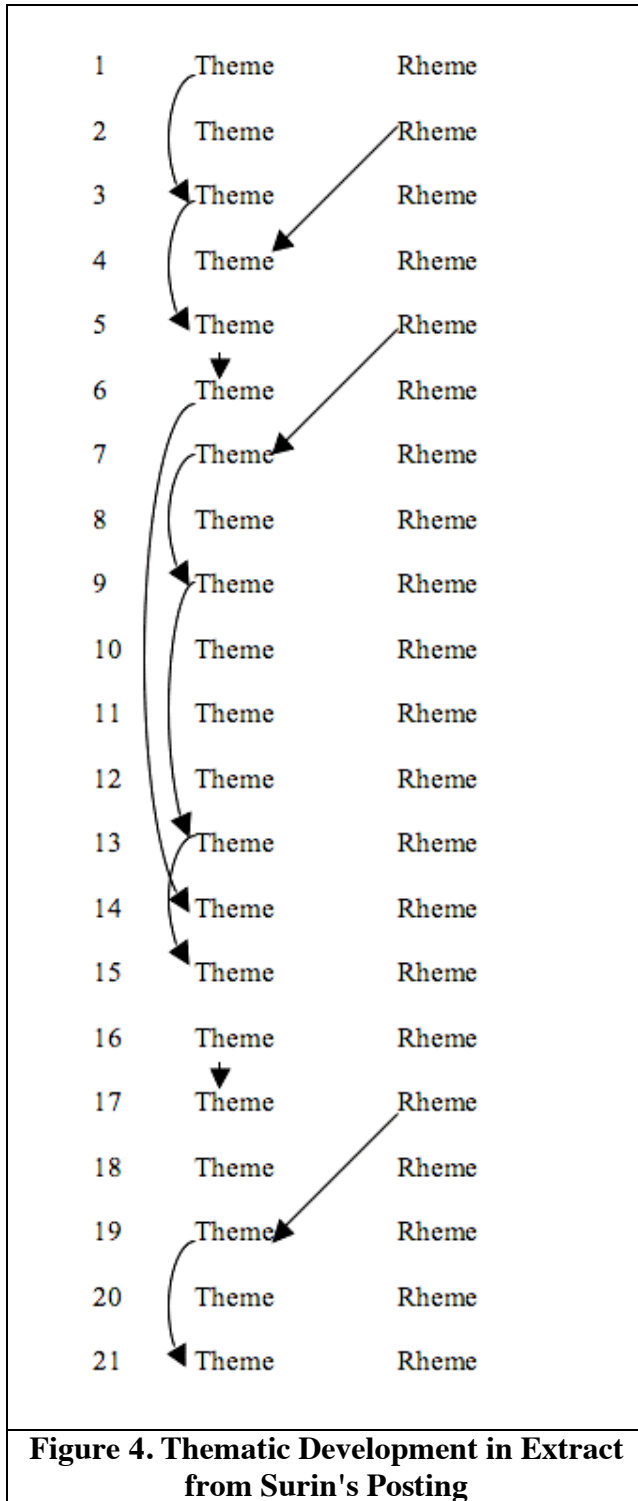 1 Theme Rheme
2 Theme Rheme
3 Theme Rheme
4 Theme Rheme
5 Theme Rheme
6 Theme Rheme
7 Theme Rheme
8 Theme Rheme
9 Theme Rheme
10 Theme Rheme
11 Theme Rheme
12 Theme Rheme
13 Theme Rheme
14 Theme Rheme
15 Theme Rheme
16 Theme Rheme
17 Theme Rheme
18 Theme Rheme
19 Theme Rheme
20 Theme Rheme
21 Theme Rheme
Figure 4. Thematic Development in Extract
from Surin's Posting